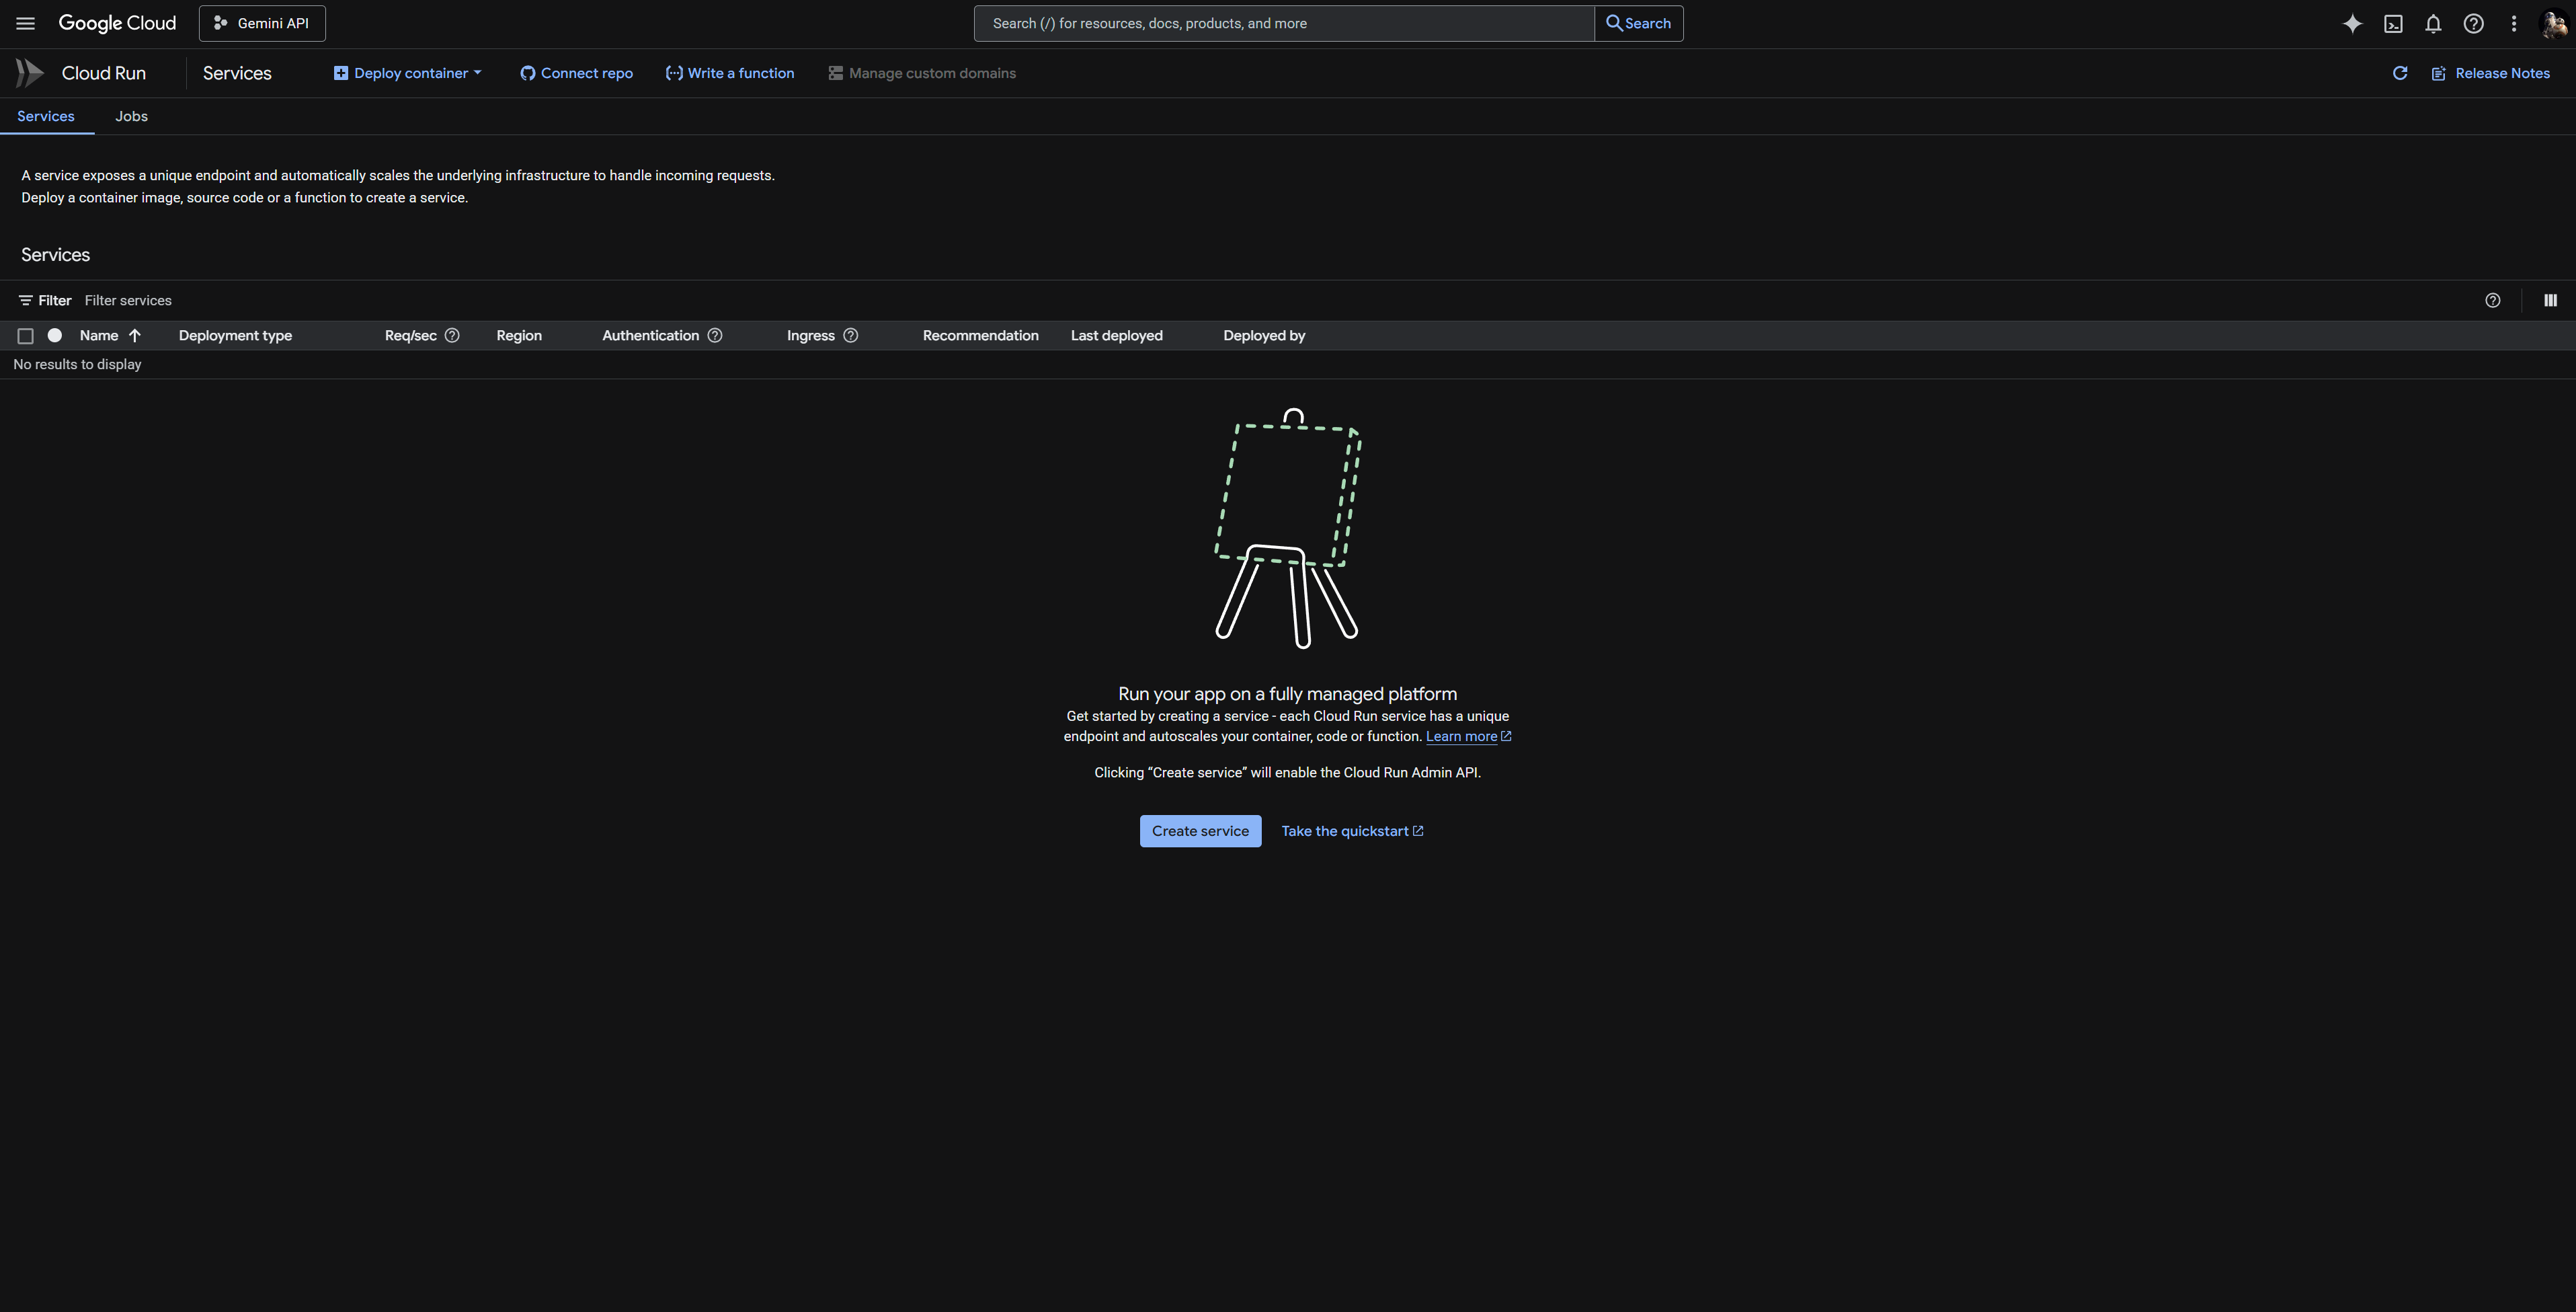 Google Cloud
Gemini API
Search (/) for resources, docs, products, and more
Search
Cloud Run
Services
Deploy container
Connect repo
Write a function
Manage custom domains
Release Notes
Services
Jobs
A service exposes a unique endpoint and automatically scales the underlying infrastructure to handle incoming requests.
Deploy a container image, source code or a function to create a service.
Services
Filter Filter services
Name Deployment type Req/sec Region Authentication Ingress Recommendation Last deployed Deployed by
No results to display
Run your app on a fully managed platform
Get started by creating a service - each Cloud Run service has a unique
endpoint and autoscales your container, code or function. Learn more
Clicking “Create service” will enable the Cloud Run Admin API.
Create service
Take the quickstart